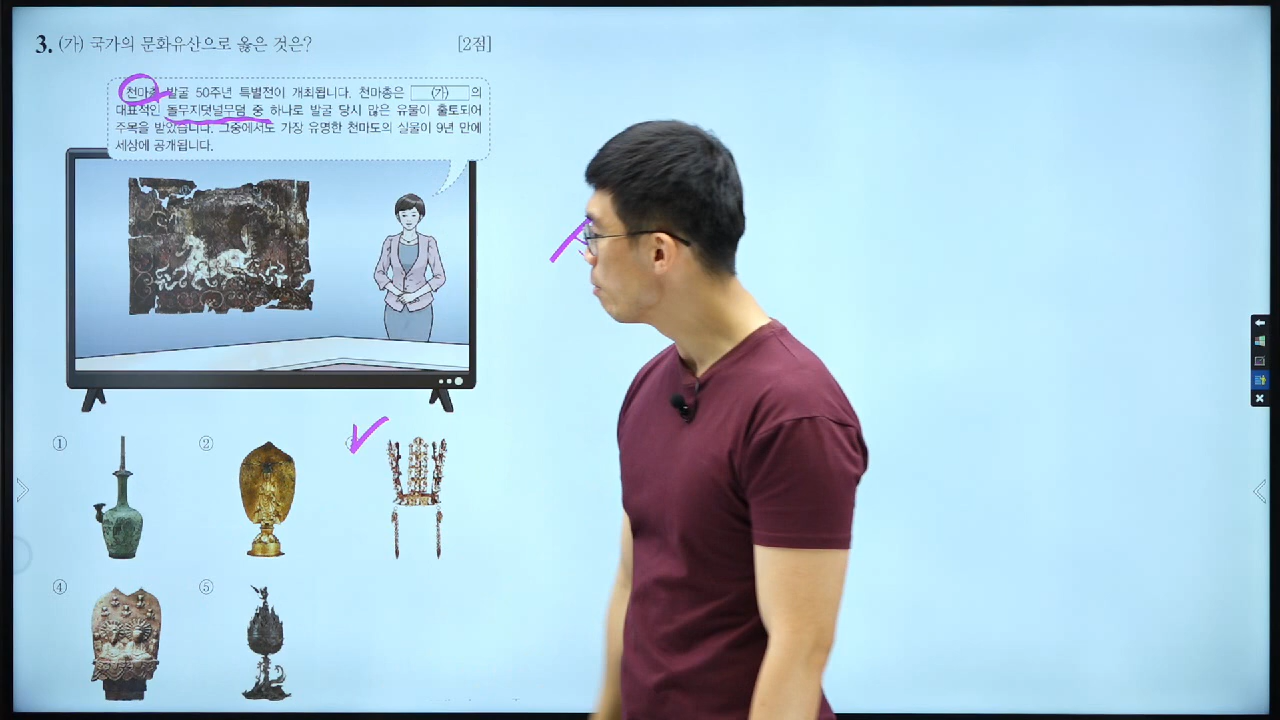 3. (가) 국가의 문화유산으로 옳은 것은? [2점]
천마총 발굴 50주년 특별전이 개최됩니다. 천마총은 (가) 의
대표적인 돌무지덧널무덤 중 하나로 발굴 당시 많은 유물이 출토되어
주목을 받았습니다. 그중에서도 가장 유명한 천마도의 실물이 9년 만에
세상에 공개됩니다.
① ②
④ ⑤